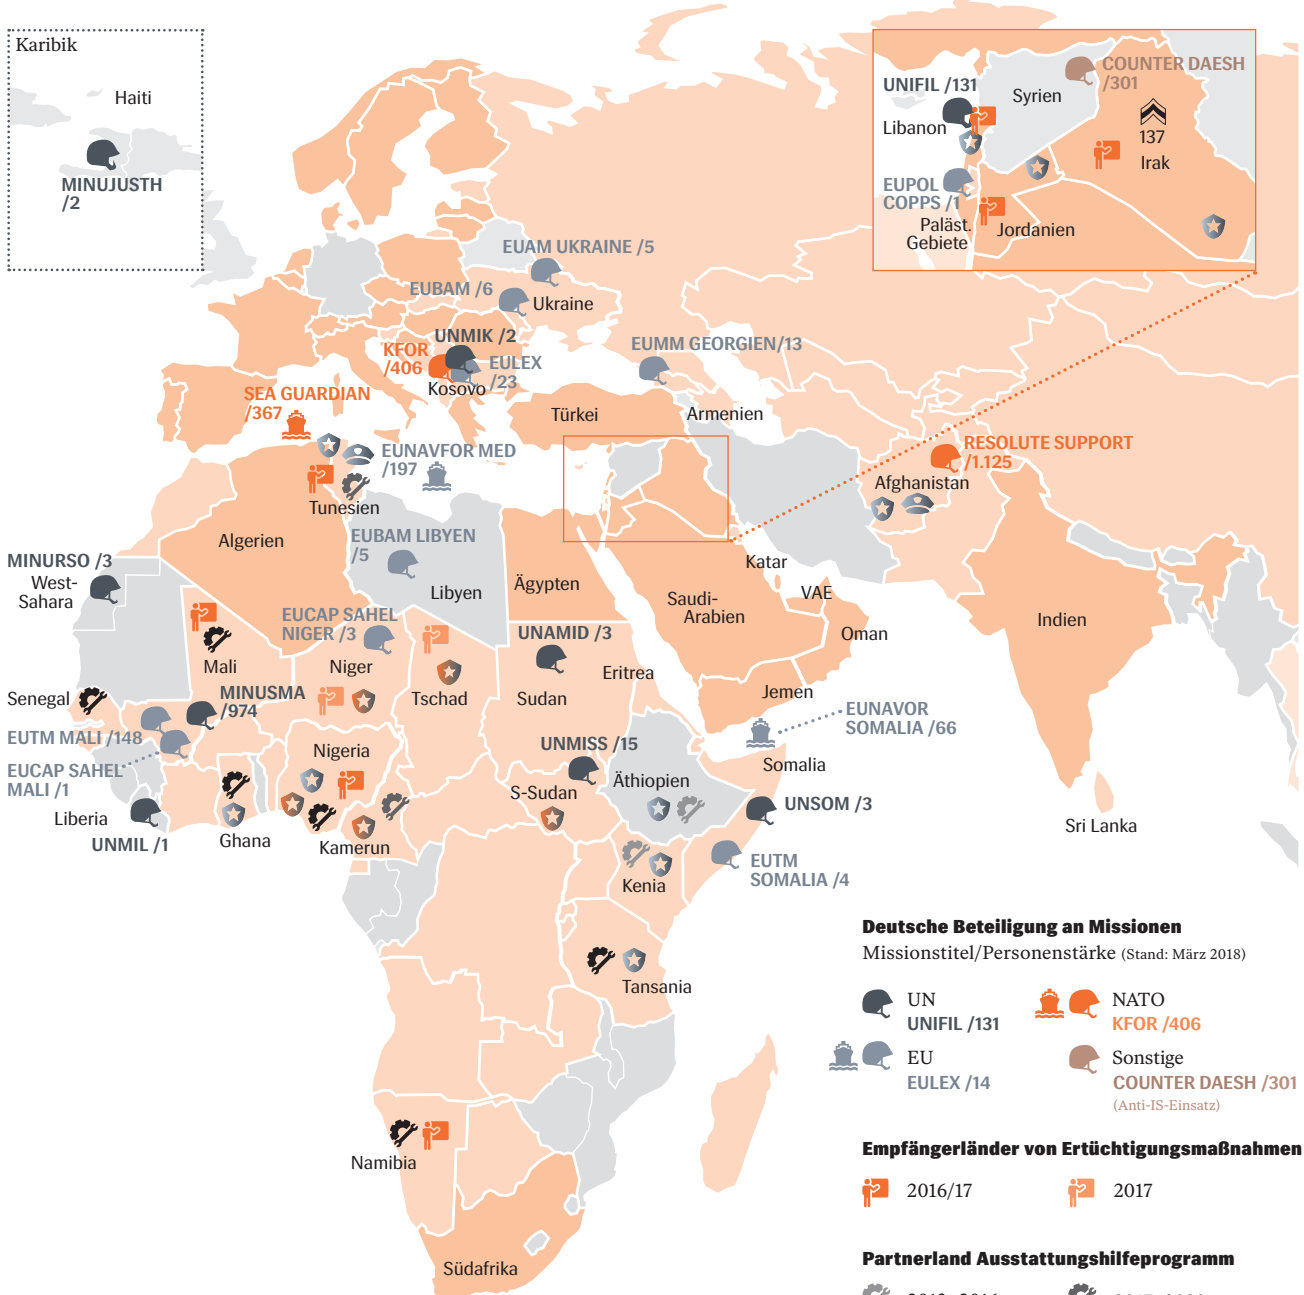 Karibik
Haiti
MINUJUSTH
/2
UNIFIL /131
Libanon
Syrien
COUNTER DAESH
/301
137
Irak
EUPOL
COPPS /1
Paläst.
Gebiete
Jordanien
EUAM UKRAINE /5
EUBAM /6
Ukraine
UNMIK /2
KFOR
/406
EULEX
/23
Kosovo
EUMM GEORGIEN/13
SEA GUARDIAN
/367
Türkei
Armenien
EUNAVFOR MED
/197
Tunesien
RESOLUTE SUPPORT
/1.125
Afghanistan
Algerien
EUBAM LIBYEN
/5
Libyen
Ägypten
Katar
VAE
Saudi-
Arabien
Oman
Indien
MINURSO /3
West-
Sahara
EUCAP SAHEL
NIGER /3
UNAMID /3
Mali
Niger
Tschad
Sudan
Eritrea
Jemen
Senegal
MINUSMA
/974
EUNAVOR
SOMALIA /66
EUTM MALI /148
EUCAP SAHEL
MALI /1
Nigeria
UNMISS /15
Äthiopien
Somalia
S-Sudan
UNSOM /3
Liberia
UNMIL /1
Ghana
Kamerun
Sri Lanka
Kenia
EUTM
SOMALIA /4
Tansania
Namibia
Südafrika
Deutsche Beteiligung an Missionen
Missionstitel/Personenstärke (Stand: März 2018)
UN
UNIFIL /131
NATO
KFOR /406
EU
EULEX /14
Sonstige
COUNTER DAESH /301
(Anti-IS-Einsatz)
Empfängerländer von Ertüchtigungsmaßnahmen
2016/17
2017
Partnerland Ausstattungshilfeprogramm